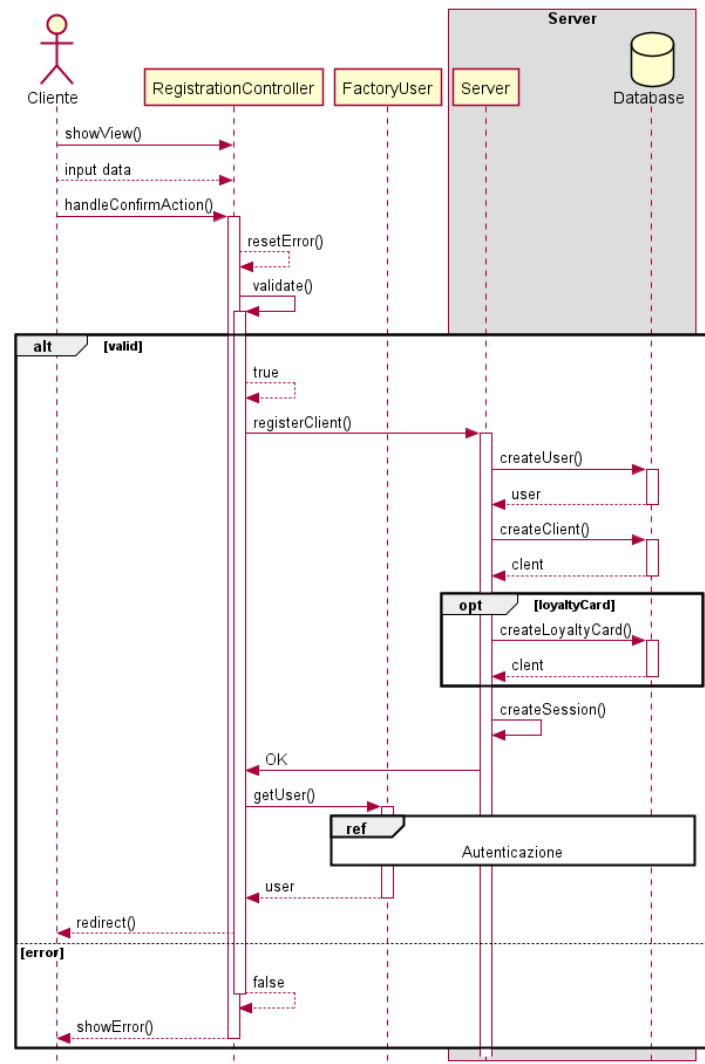 Server
Cliente
RegistrationController
FactoryUser
Server
Database
showView()
input data
handleConfirmAction()
resetError()
validate()
alt [valid]
true
registerClient()
createUser()
user
createClient()
clent
opt [loyaltyCard]
createLoyaltyCard()
clent
createSession()
OK
getUser()
ref
Autenticazione
user
redirect()
[error]
false
showError()